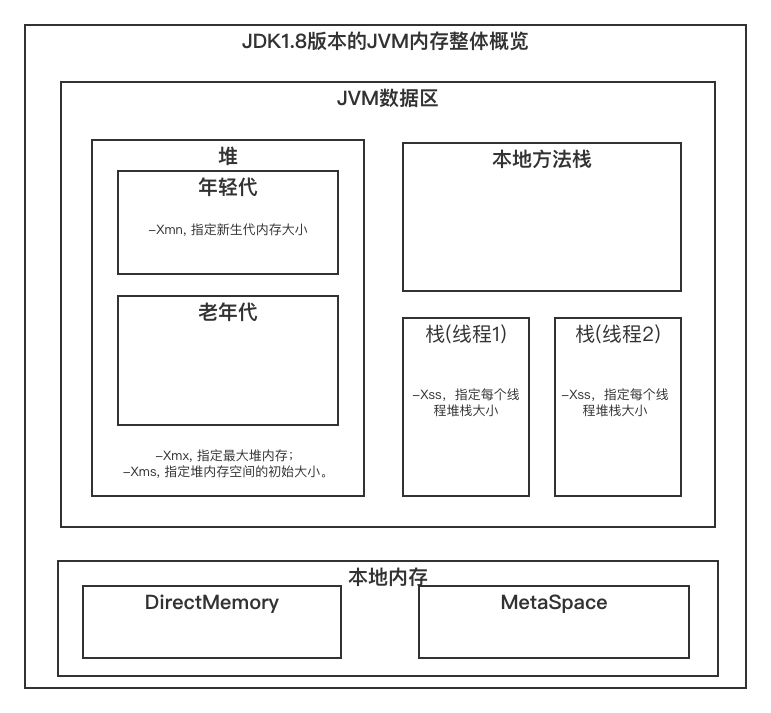 JDK1.8版本的JVM内存整体概览
JVM数据区
堆
年轻代
–Xmn, 指定新生代内存大小
老年代
–Xmx, 指定最大堆内存；
–Xms, 指定堆内存空间的初始大小。
本地方法栈
栈(线程1)
–Xss，指定每个线
程堆栈大小
栈(线程2)
–Xss，指定每个线
程堆栈大小
本地内存
DirectMemory
MetaSpace